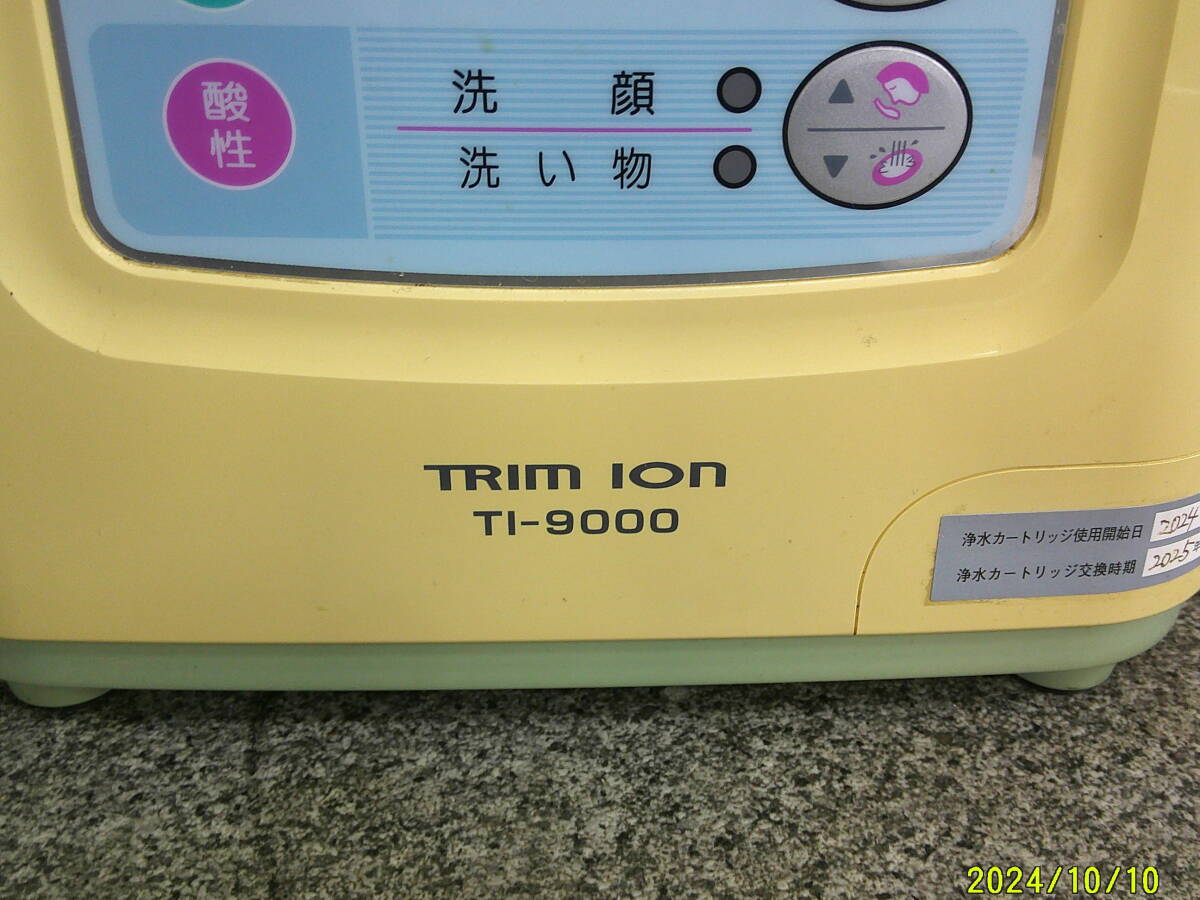 酸性
洗顔
洗い物
TRIM ION
TI-9000
浄水カートリッジ使用開始日 2024
浄水カートリッジ交換時期 2025
2024/10/10